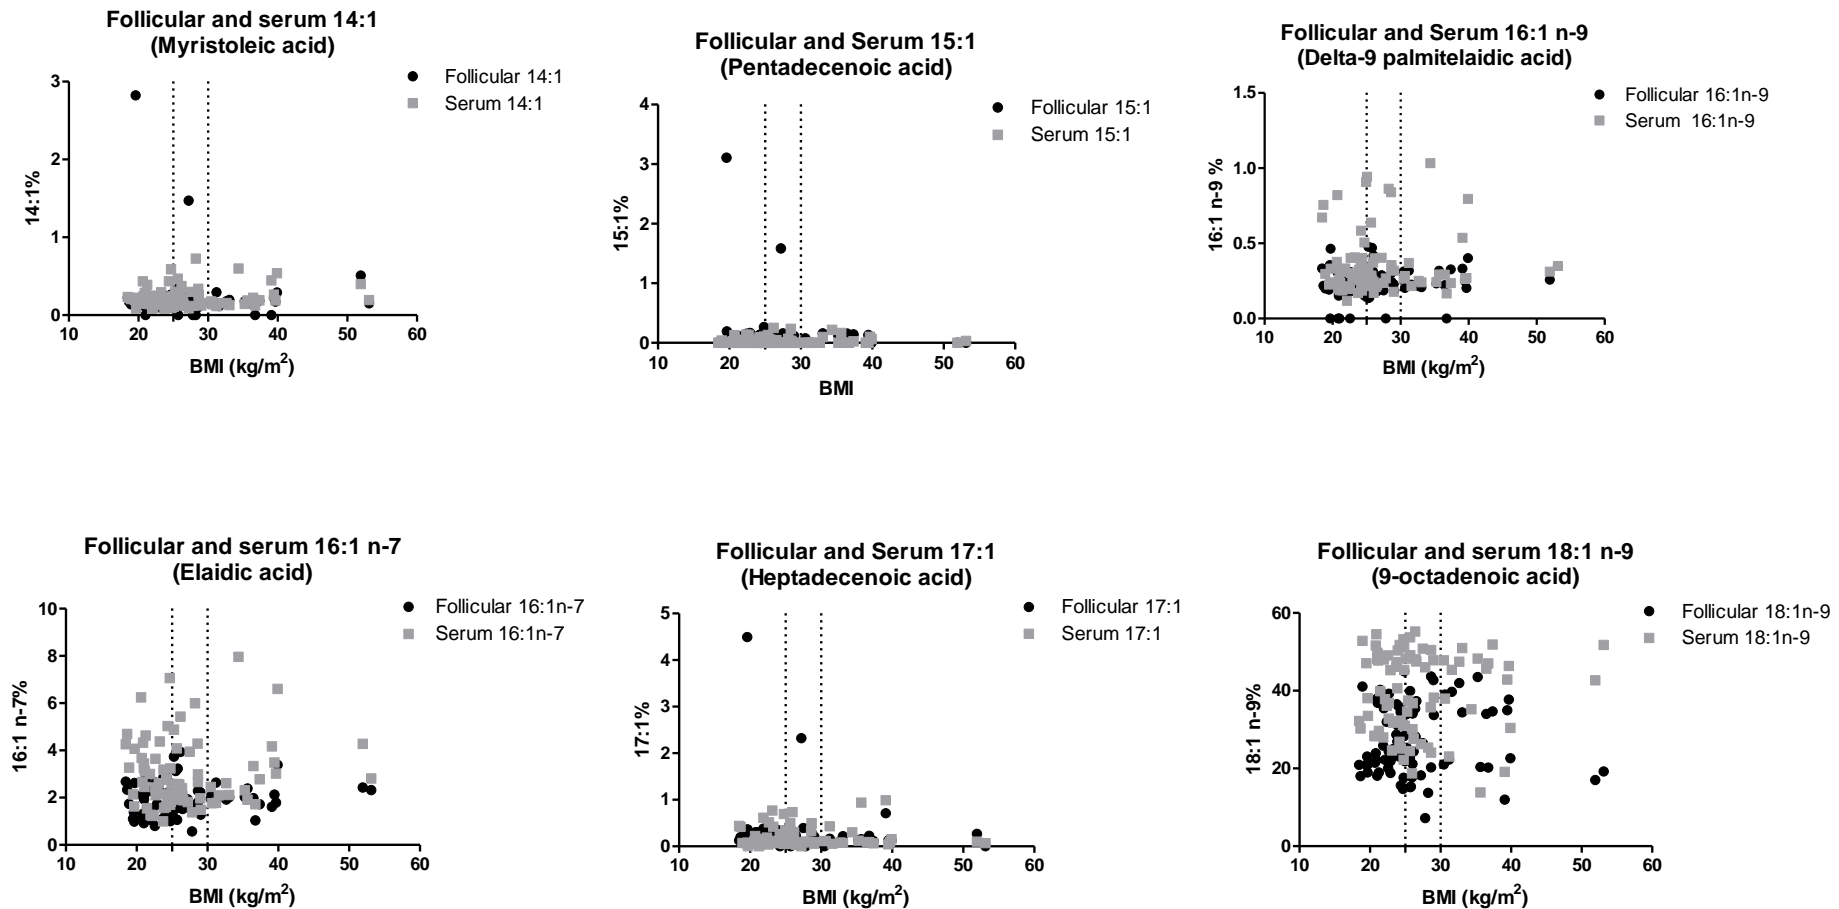 Follicular and serum 14:1
(Myristoleic acid)
Follicular 14:1
Serum 14:1
3
2
1
0
14:1%
10 20 30 40 50 60
BMI (kg/m²)
Follicular and Serum 15:1
(Pentadecenoic acid)
Follicular 15:1
Serum 15:1
4
3
2
1
0
15:1%
10 20 30 40 50 60
BMI
Follicular and Serum 16:1 n-9
(Delta-9 palmitelaidic acid)
Follicular 16:1n-9
Serum 16:1n-9
1.5
1.0
0.5
0.0
16:1 n-9 %
10 20 30 40 50 60
BMI (kg/m²)
Follicular and serum 16:1 n-7
(Elaidic acid)
Follicular 16:1n-7
Serum 16:1n-7
10
8
6
4
2
0
16:1 n-7%
10 20 30 40 50 60
BMI (kg/m²)
Follicular and Serum 17:1
(Heptadecenoic acid)
Follicular 17:1
Serum 17:1
5
4
3
2
1
0
17:1%
10 20 30 40 50 60
BMI (kg/m²)
Follicular and serum 18:1 n-9
(9-octadenoic acid)
Follicular 18:1n-9
Serum 18:1n-9
60
40
20
0
18:1 n-9%
10 20 30 40 50 60
BMI (kg/m²)